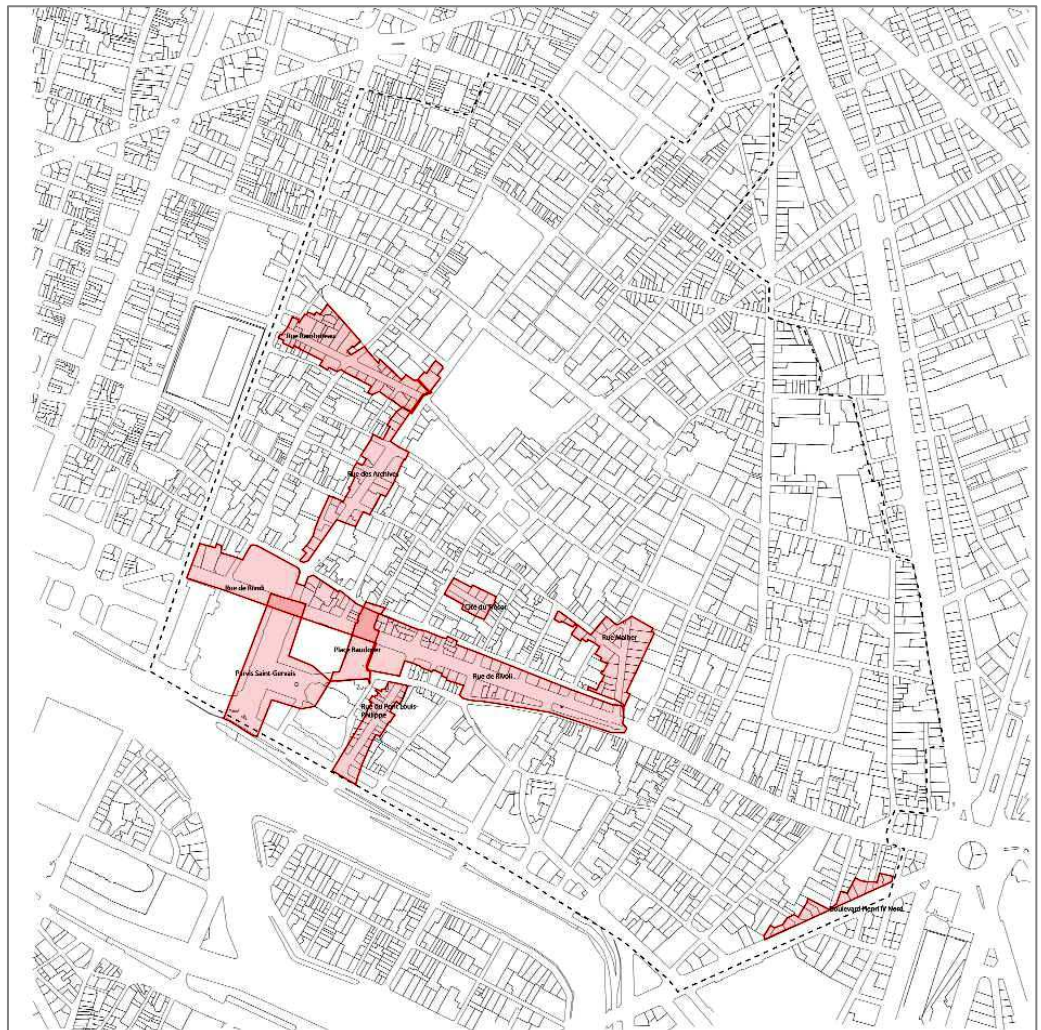 Rue Rambuteau
Rue des Archives
Rue de Rivoli
Cité du Trésor
Rue Malher
Place Baudoyer
Parvis Saint-Gervais
Rue de Rivoli
Rue du Pont Louis-
Philippe
Boulevard Henri IV Nord